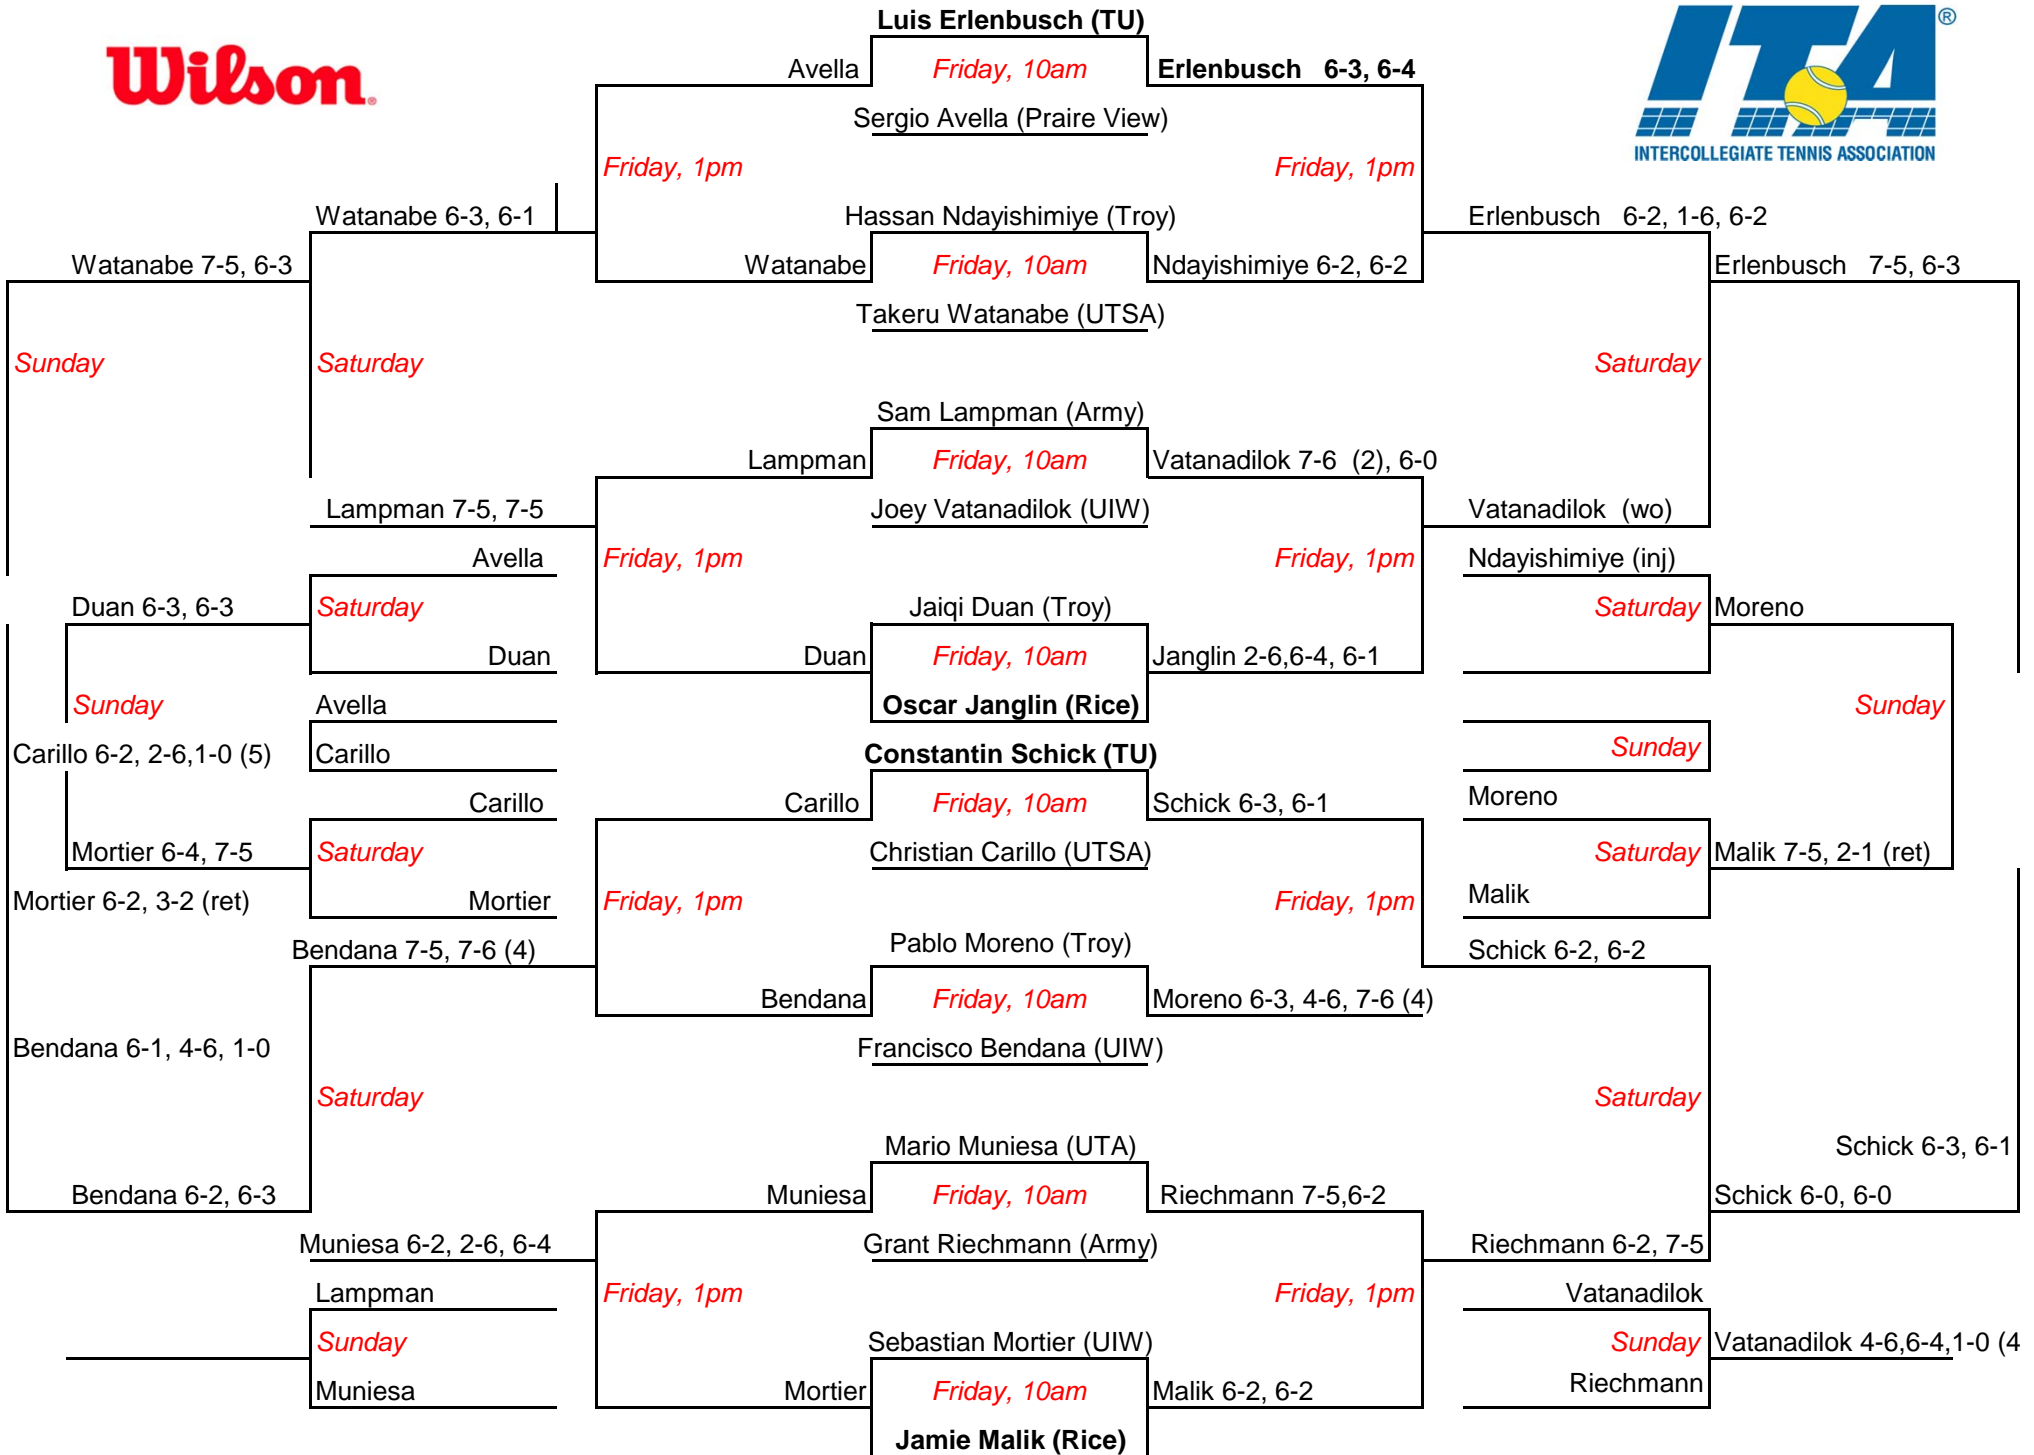 Luis Erlenbusch (TU)
Wilson.
®
ITA
INTERCOLLEGIATE TENNIS ASSOCIATION
Avella Friday, 10am Erlenbusch 6-3, 6-4
Sergio Avella (Praire View)
Friday, 1pm Friday, 1pm
Watanabe 6-3, 6-1 Hassan Ndayishimiye (Troy) Erlenbusch 6-2, 1-6, 6-2
Watanabe 7-5, 6-3 Watanabe Friday, 10am Ndayishimiye 6-2, 6-2 Erlenbusch 7-5, 6-3
Takeru Watanabe (UTSA)
Sunday Saturday Saturday
Sam Lampman (Army)
Lampman Friday, 10am Vatanadilok 7-6 (2), 6-0
Lampman 7-5, 7-5 Joey Vatanadilok (UIW) Vatanadilok (wo)
Avella Friday, 1pm Friday, 1pm Ndayishimiye (inj)
Duan 6-3, 6-3 Saturday Jaiqi Duan (Troy) Saturday Moreno
Duan Duan Friday, 10am Janglin 2-6,6-4, 6-1
Sunday Avella Oscar Janglin (Rice) Sunday
Carillo 6-2, 2-6,1-0 (5) Carillo Constantin Schick (TU) Sunday
Carillo Carillo Friday, 10am Schick 6-3, 6-1 Moreno
Mortier 6-4, 7-5 Saturday Christian Carillo (UTSA) Saturday Malik 7-5, 2-1 (ret)
Mortier 6-2, 3-2 (ret) Mortier Friday, 1pm Friday, 1pm Malik
Bendana 7-5, 7-6 (4) Pablo Moreno (Troy) Schick 6-2, 6-2
Bendana Friday, 10am Moreno 6-3, 4-6, 7-6 (4)
Bendana 6-1, 4-6, 1-0 Francisco Bendana (UIW)
Saturday Saturday
Mario Muniesa (UTA) Schick 6-3, 6-1
Bendana 6-2, 6-3 Muniesa Friday, 10am Riechmann 7-5,6-2 Schick 6-0, 6-0
Muniesa 6-2, 2-6, 6-4 Grant Riechmann (Army) Riechmann 6-2, 7-5
Lampman Friday, 1pm Friday, 1pm Vatanadilok
Sunday Sebastian Mortier (UIW) Sunday Vatanadilok 4-6,6-4,1-0 (4
Muniesa Mortier Friday, 10am Malik 6-2, 6-2 Riechmann
Jamie Malik (Rice)